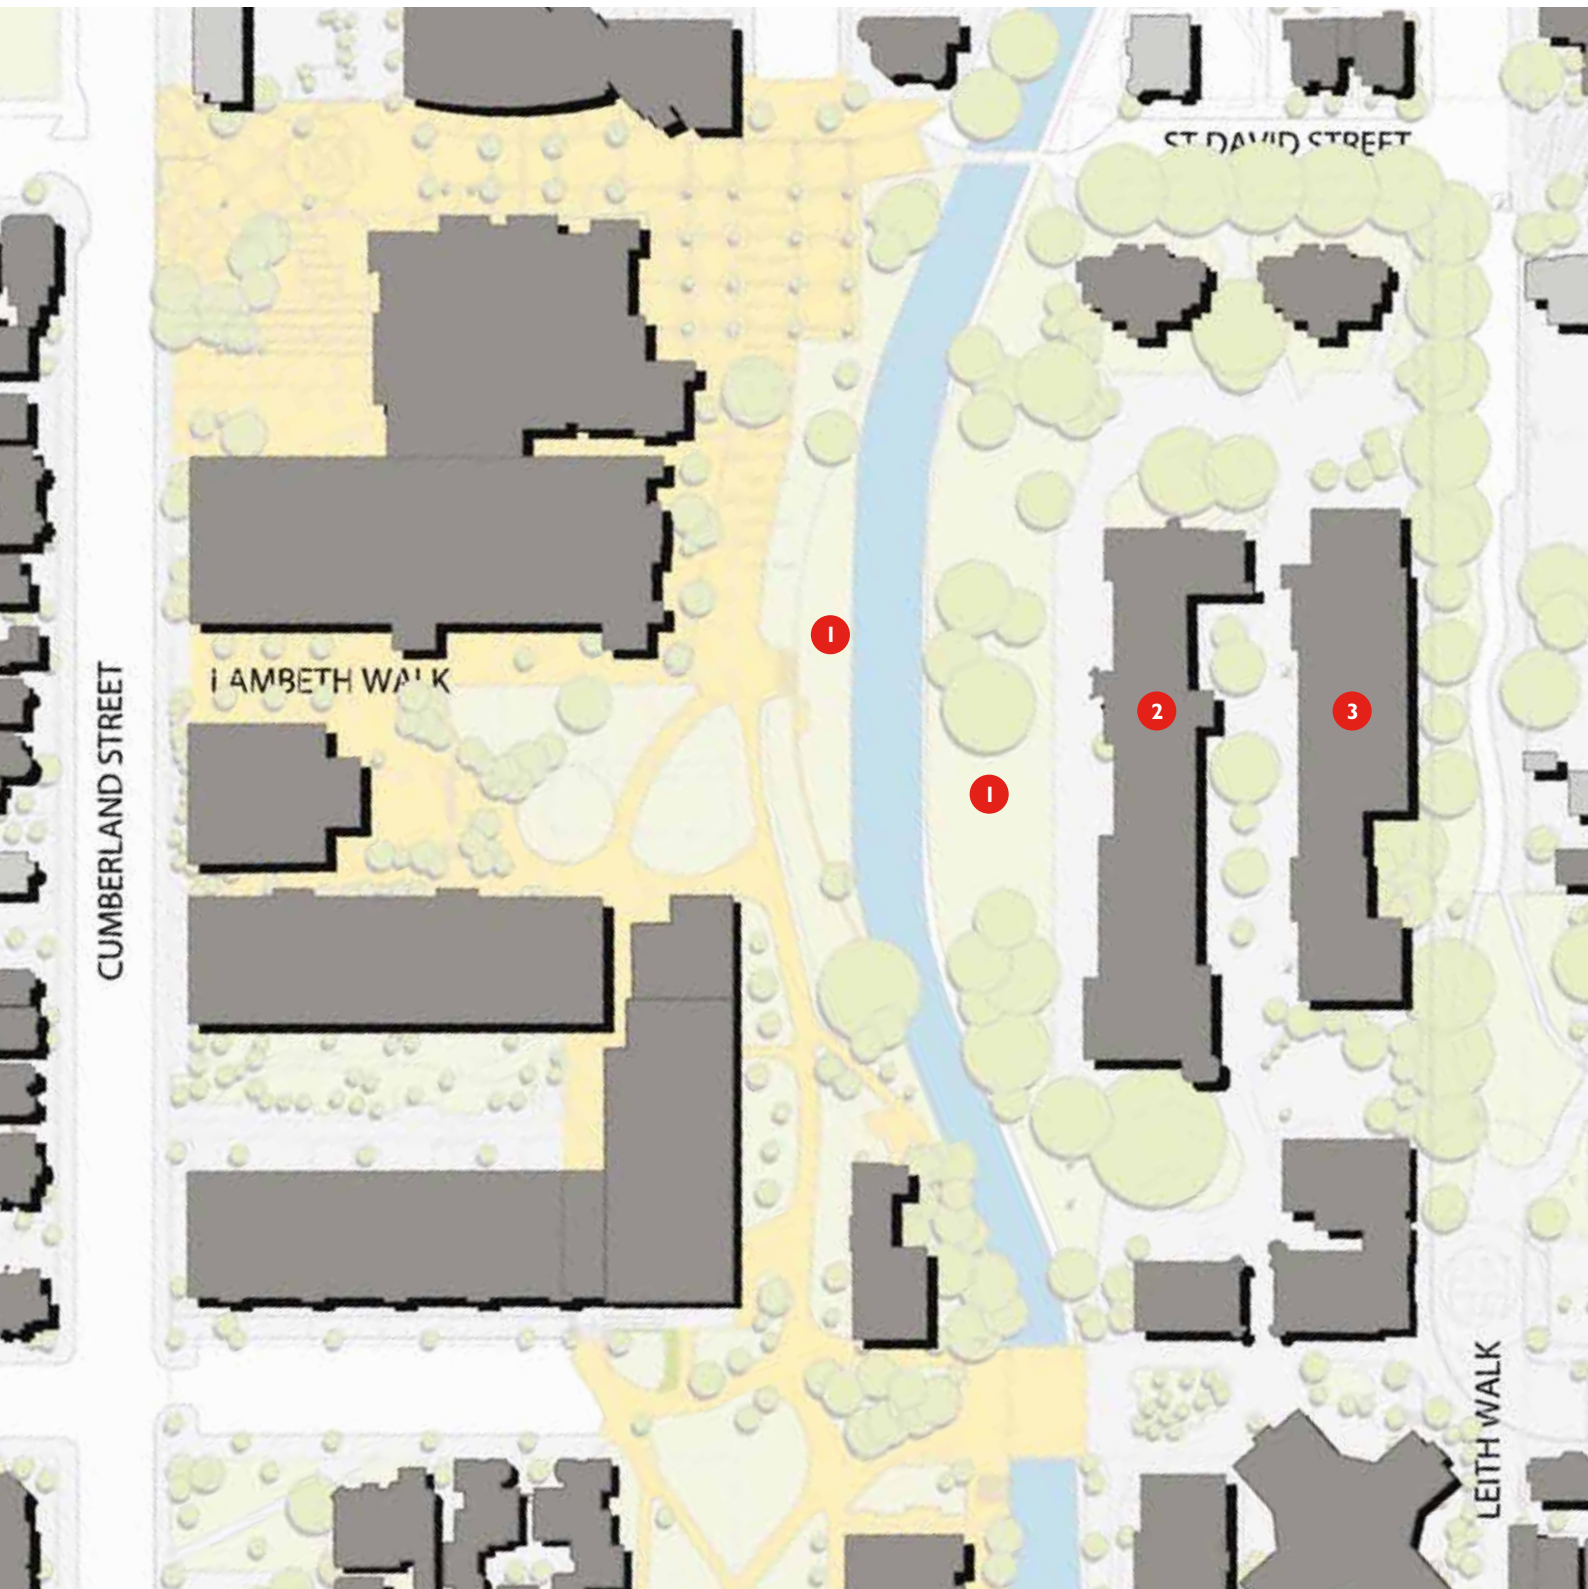 ST DAVID STREET
LAMBETH WALK
CUMBERLAND STREET
LEITH WALK
1
2
3
1